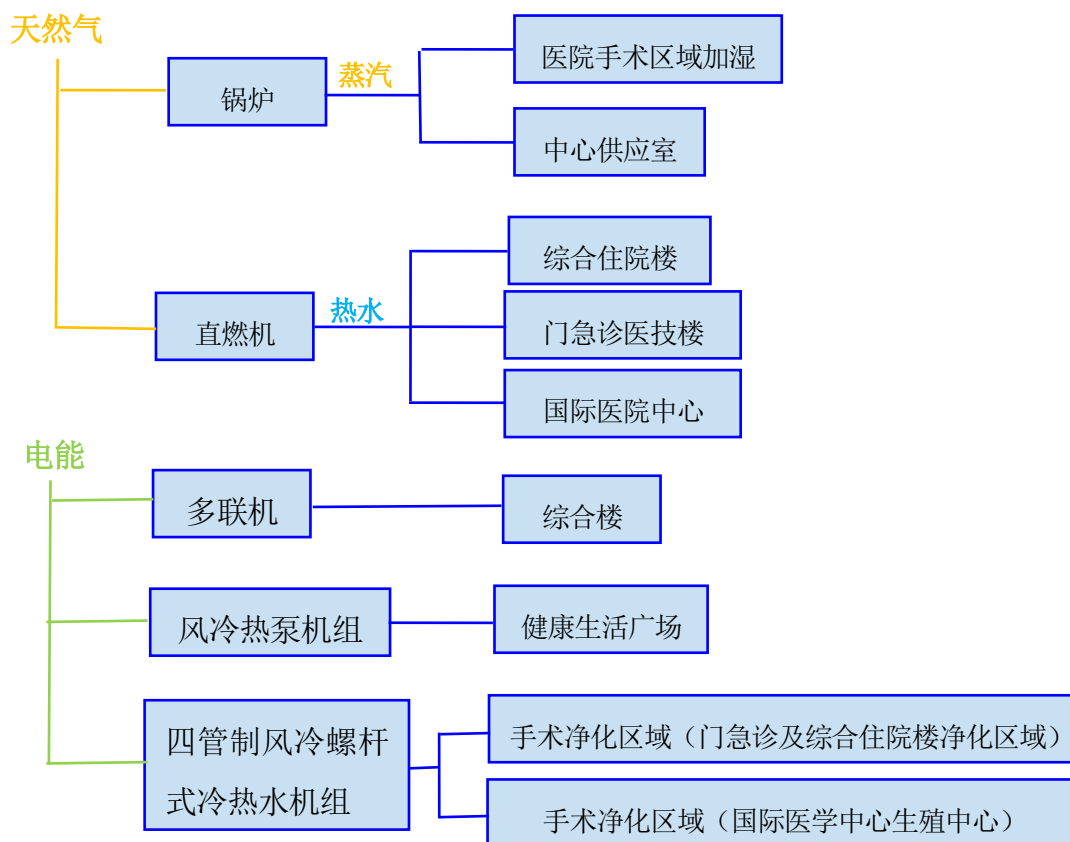 天然气
锅炉
蒸汽
医院手术区域加湿
中心供应室
直燃机
热水
综合住院楼
门急诊医技楼
国际医院中心
电能
多联机
综合楼
风冷热泵机组
健康生活广场
四管制风冷螺杆
式冷热水机组
手术净化区域（门急诊及综合住院楼净化区域）
手术净化区域（国际医学中心生殖中心）